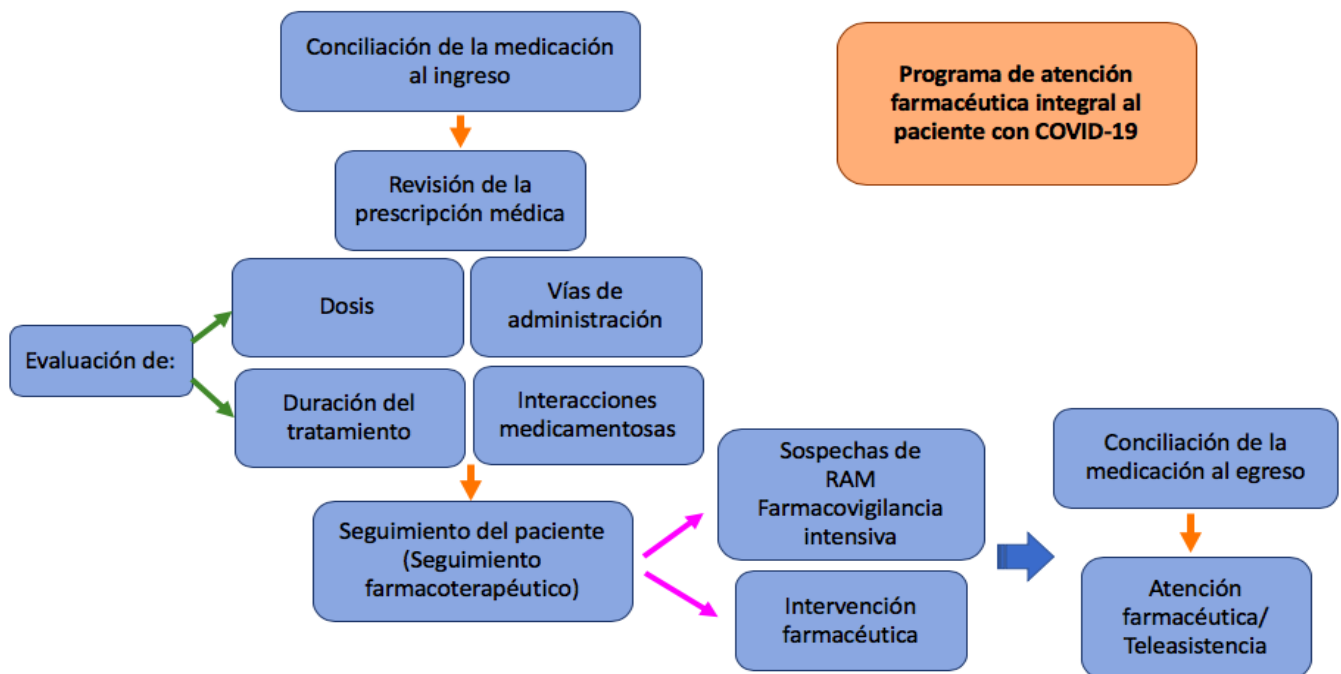 Conciliación de la medicación
al ingreso
Programa de atención
farmacéutica integral al
paciente con COVID-19
Revisión de la
prescripción médica
Evaluación de:
Dosis
Vías de
administración
Duración del
tratamiento
Interacciones
medicamentosas
Seguimiento del paciente
(Seguimiento
farmacoterapéutico)
Sospechas de
RAM
Farmacovigilancia
intensiva
Intervención
farmacéutica
Conciliación de la
medicación al egreso
Atención
farmacéutica/
Teleasistencia